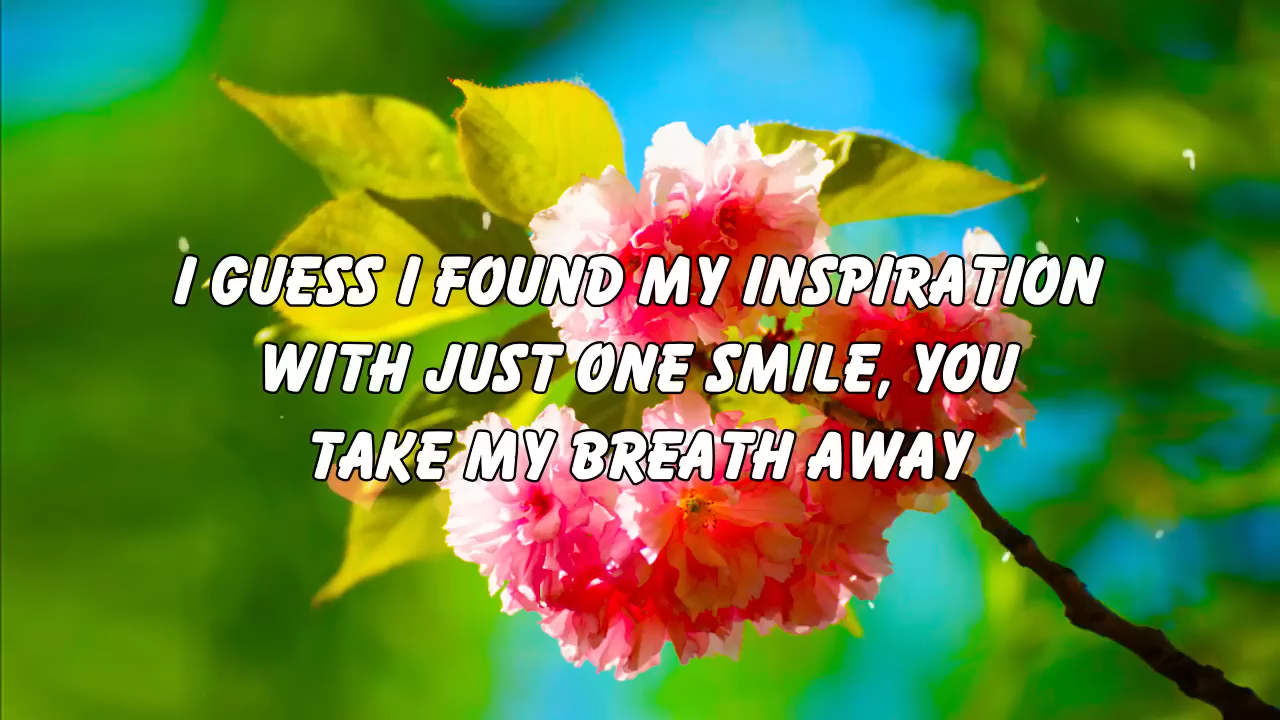 I GUESS I FOUND MY INSPIRATION
WITH JUST ONE SMILE, YOU
TAKE MY BREATH AWAY